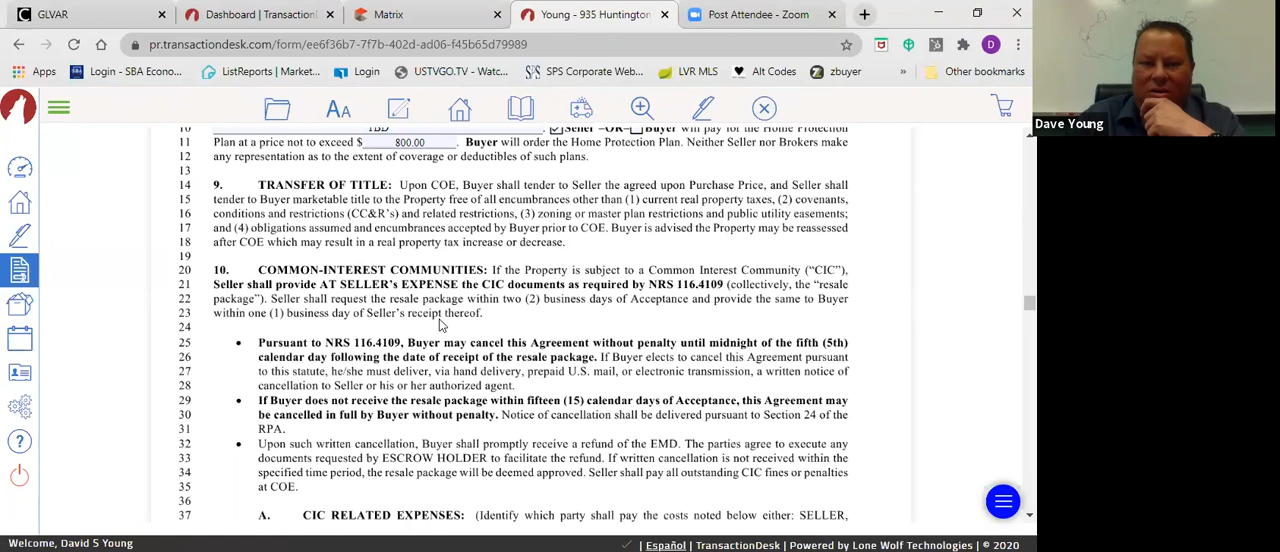 GLVAR
Dashboard | TransactionD
Matrix
Young - 935 Huntington
Post Attendee - Zoom
pr.transactiondesk.com/form/ee6f36b7-7f7b-402d-ad06-f45b65d79989
D
Apps
Login - SBA Econo...
ListReports | Market...
Login
USTVGO.TV - Watc...
SPS Corporate Web...
LVR MLS
Alt Codes
zbuyer
»
Other bookmarks
Dave Young
10 TBD . Seller –OR– Buyer will pay for the Home Protection
11 Plan at a price not to exceed $ 800.00 . Buyer will order the Home Protection Plan. Neither Seller nor Brokers make
12 any representation as to the extent of coverage or deductibles of such plans.
13
14 9. TRANSFER OF TITLE: Upon COE, Buyer shall tender to Seller the agreed upon Purchase Price, and Seller shall
15 tender to Buyer marketable title to the Property free of all encumbrances other than (1) current real property taxes, (2) covenants,
16 conditions and restrictions (CC&R's) and related restrictions, (3) zoning or master plan restrictions and public utility easements;
17 and (4) obligations assumed and encumbrances accepted by Buyer prior to COE. Buyer is advised the Property may be reassessed
18 after COE which may result in a real property tax increase or decrease.
19
20 10. COMMON-INTEREST COMMUNITIES: If the Property is subject to a Common Interest Community (“CIC”),
21 Seller shall provide AT SELLER's EXPENSE the CIC documents as required by NRS 116.4109 (collectively, the “resale
22 package”). Seller shall request the resale package within two (2) business days of Acceptance and provide the same to Buyer
23 within one (1) business day of Seller's receipt thereof.
24
25 • Pursuant to NRS 116.4109, Buyer may cancel this Agreement without penalty until midnight of the fifth (5th)
26 calendar day following the date of receipt of the resale package. If Buyer elects to cancel this Agreement pursuant
27 to this statute, he/she must deliver, via hand delivery, prepaid U.S. mail, or electronic transmission, a written notice of
28 cancellation to Seller or his or her authorized agent.
29 • If Buyer does not receive the resale package within fifteen (15) calendar days of Acceptance, this Agreement may
30 be cancelled in full by Buyer without penalty. Notice of cancellation shall be delivered pursuant to Section 24 of the
31 RPA.
32 • Upon such written cancellation, Buyer shall promptly receive a refund of the EMD. The parties agree to execute any
33 documents requested by ESCROW HOLDER to facilitate the refund. If written cancellation is not received within the
34 specified time period, the resale package will be deemed approved. Seller shall pay all outstanding CIC fines or penalties
35 at COE.
36
37 A. CIC RELATED EXPENSES: (Identify which party shall pay the costs noted below either: SELLER,
Welcome, David S Young
Español | TransactionDesk | Powered by Lone Wolf Technologies | © 2020